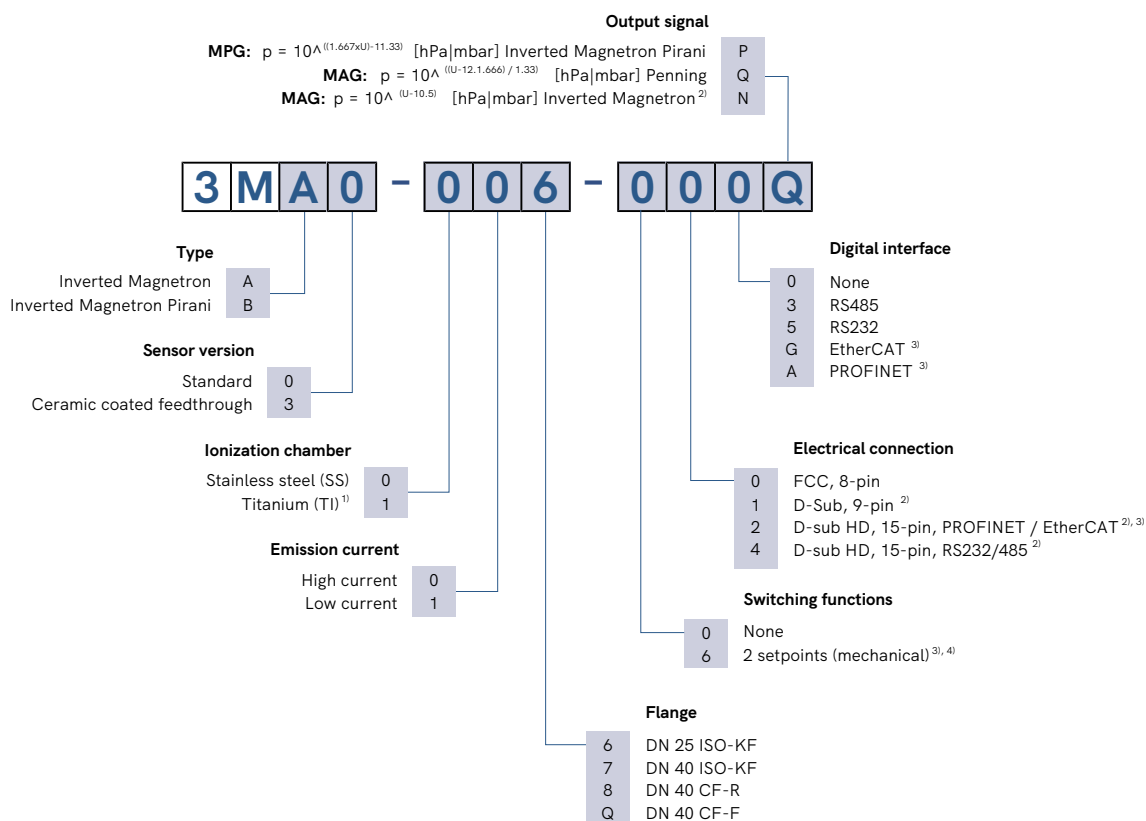 Output signal
MPG: p = 10^((1.667xU)-11.33) [hPa|mbar] Inverted Magnetron Pirani P
MAG: p = 10^ ((U-12.1.666) / 1.33) [hPa|mbar] Penning Q
MAG: p = 10^ (U-10.5) [hPa|mbar] Inverted Magnetron 2) N
3MA0 - 006 - 000Q
Type
Inverted Magnetron A
Inverted Magnetron Pirani B
Sensor version
Standard 0
Ceramic coated feedthrough 3
Ionization chamber
Stainless steel (SS) 0
Titanium (TI) 1) 1
Emission current
High current 0
Low current 1
Digital interface
0 None
3 RS485
5 RS232
G EtherCAT 3)
A PROFINET 3)
Electrical connection
0 FCC, 8-pin
1 D-Sub, 9-pin 2)
2 D-sub HD, 15-pin, PROFINET / EtherCAT 2), 3)
4 D-sub HD, 15-pin, RS232/485 2)
Switching functions
0 None
6 2 setpoints (mechanical) 3), 4)
Flange
6 DN 25 ISO-KF
7 DN 40 ISO-KF
8 DN 40 CF-R
Q DN 40 CF-F